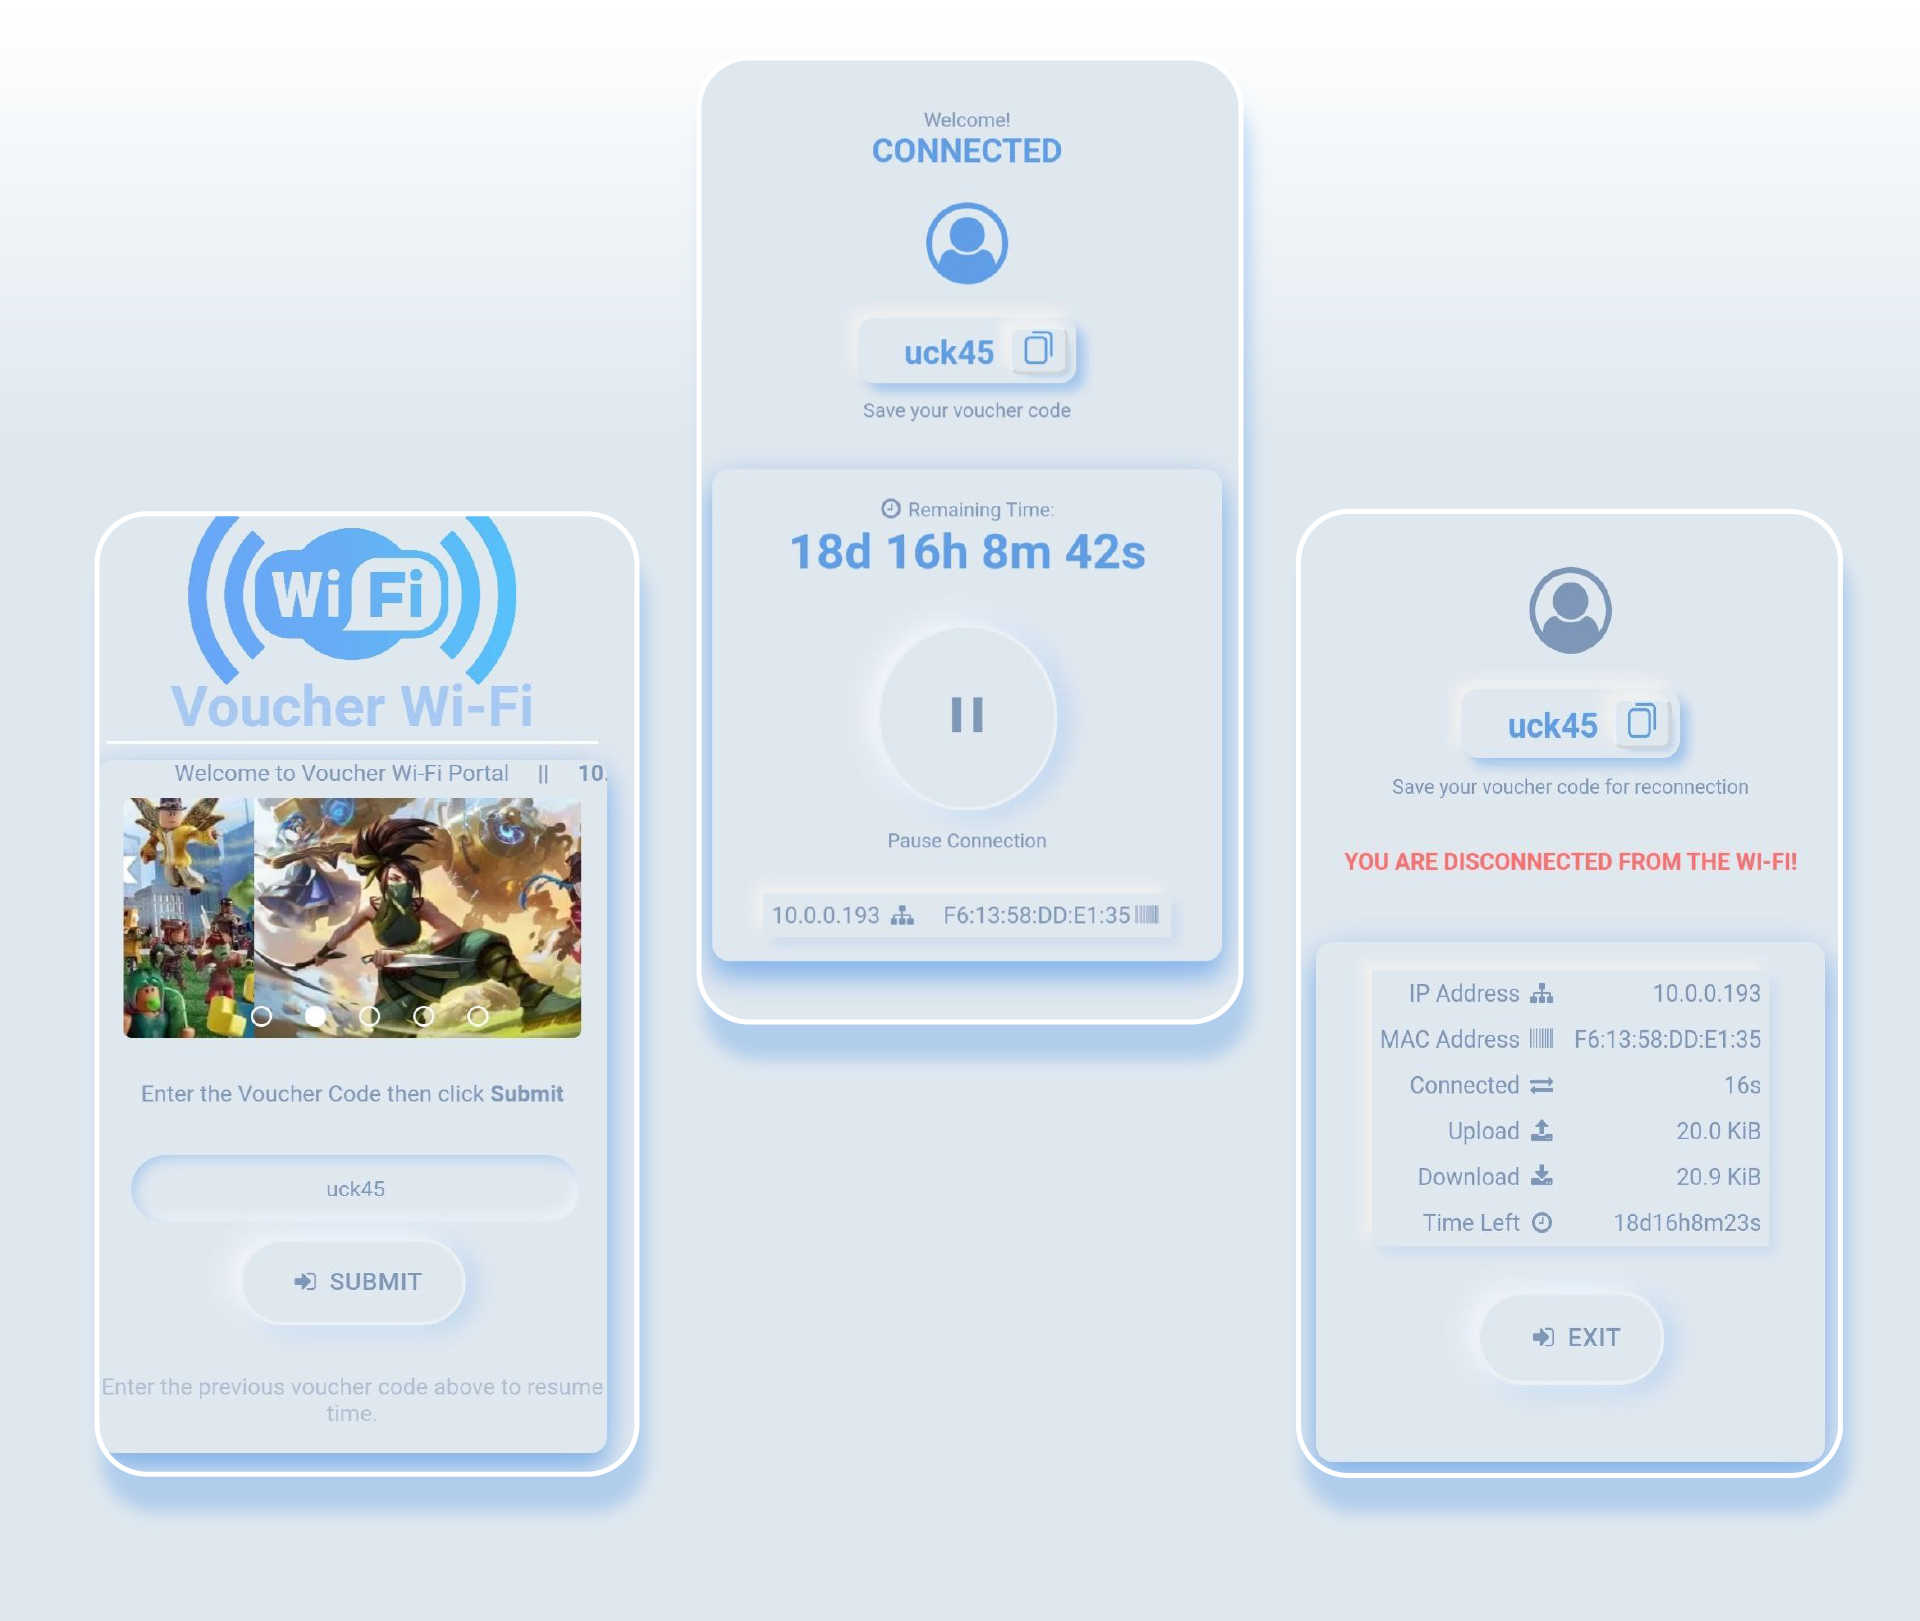 Wi Fi
Voucher Wi-Fi
Welcome to Voucher Wi-Fi Portal || 10.
Enter the Voucher Code then click Submit
uck45
SUBMIT
Enter the previous voucher code above to resume
time.
Welcome!
CONNECTED
uck45
Save your voucher code
Remaining Time:
18d 16h 8m 42s
Pause Connection
10.0.0.193 F6:13:58:DD:E1:35
uck45
Save your voucher code for reconnection
YOU ARE DISCONNECTED FROM THE WI-FI!
IP Address 10.0.0.193
MAC Address F6:13:58:DD:E1:35
Connected 16s
Upload 20.0 KiB
Download 20.9 KiB
Time Left 18d16h8m23s
EXIT